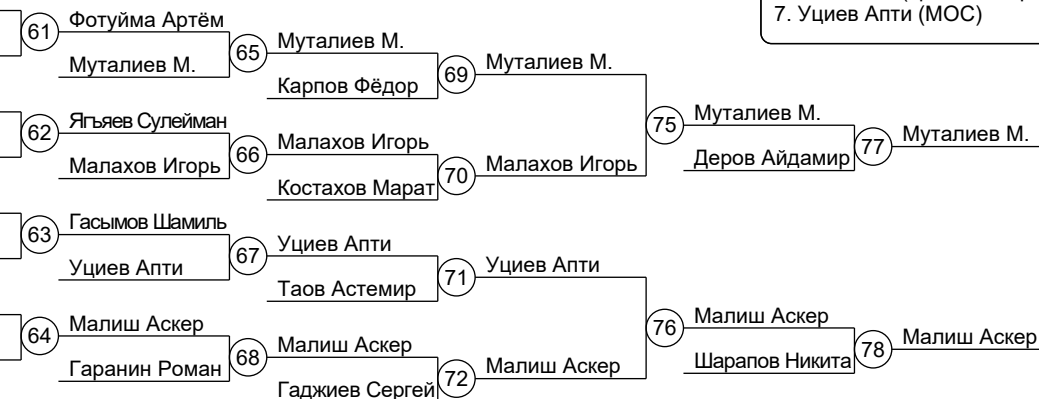 7. Уциев Апти (МОС)
61
Фотуйма Артём
Муталиев М.
65
Муталиев М.
Карпов Фёдор
69
Муталиев М.
62
Ягъяев Сулейман
Малахов Игорь
66
Малахов Игорь
Костахов Марат
70
Малахов Игорь
75
Муталиев М.
Деров Айдамир
77
Муталиев М.
63
Гасымов Шамиль
Уциев Апти
67
Уциев Апти
Таов Астемир
71
Уциев Апти
64
Малиш Аскер
Гаранин Роман
68
Малиш Аскер
Гаджиев Сергей
72
Малиш Аскер
76
Малиш Аскер
Шарапов Никита
78
Малиш Аскер